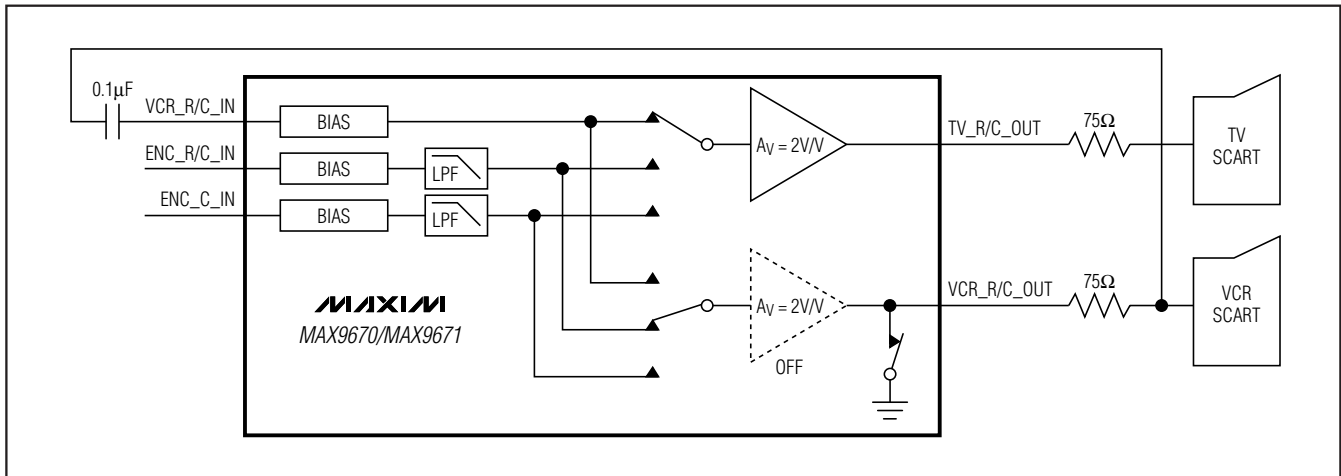 0.1μF
VCR_R/C_IN
BIAS
ENC_R/C_IN
BIAS
LPF
ENC_C_IN
BIAS
LPF
AV = 2V/V
TV_R/C_OUT
75Ω
TV
SCART
MAXIM
MAX9670/MAX9671
AV = 2V/V
OFF
VCR_R/C_OUT
75Ω
VCR
SCART